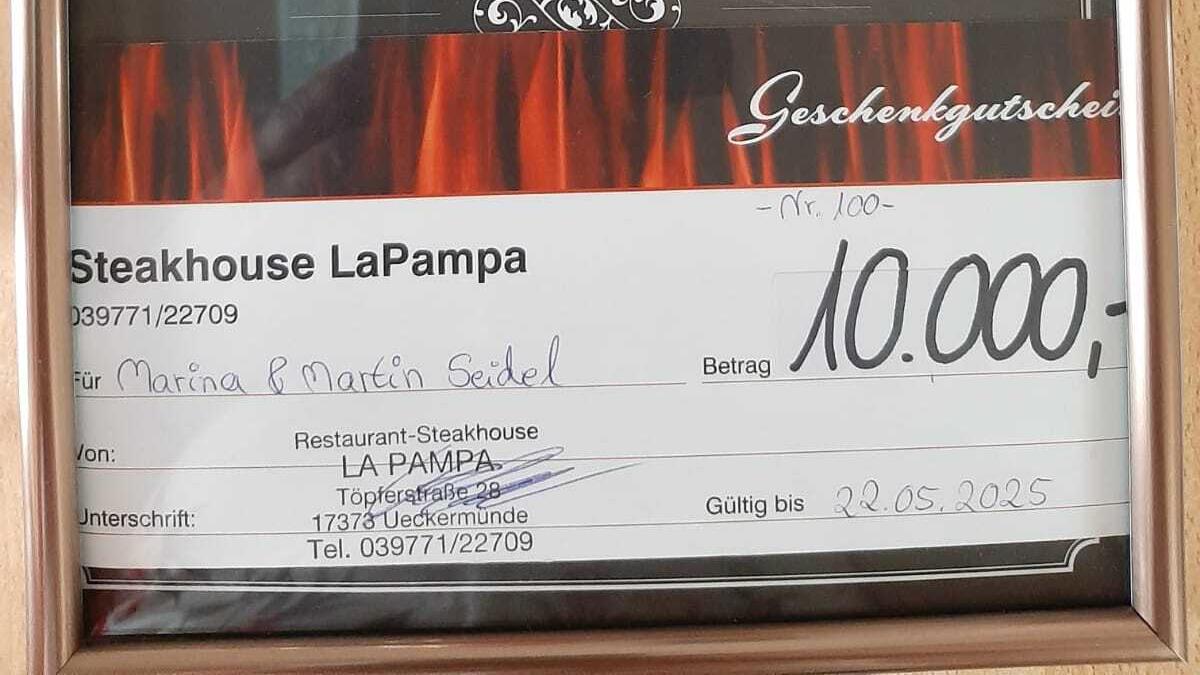 Geschenkgutschei
-Nr. 100-
Steakhouse LaPampa
039771/22709
Für Marina & Martin Seidel
Betrag 10.000,-
Von:
Restaurant-Steakhouse
LA PAMPA
Töpferstraße 28
Unterschrift:
17373 Ueckermünde
Tel. 039771/22709
Gültig bis 22.05.2025